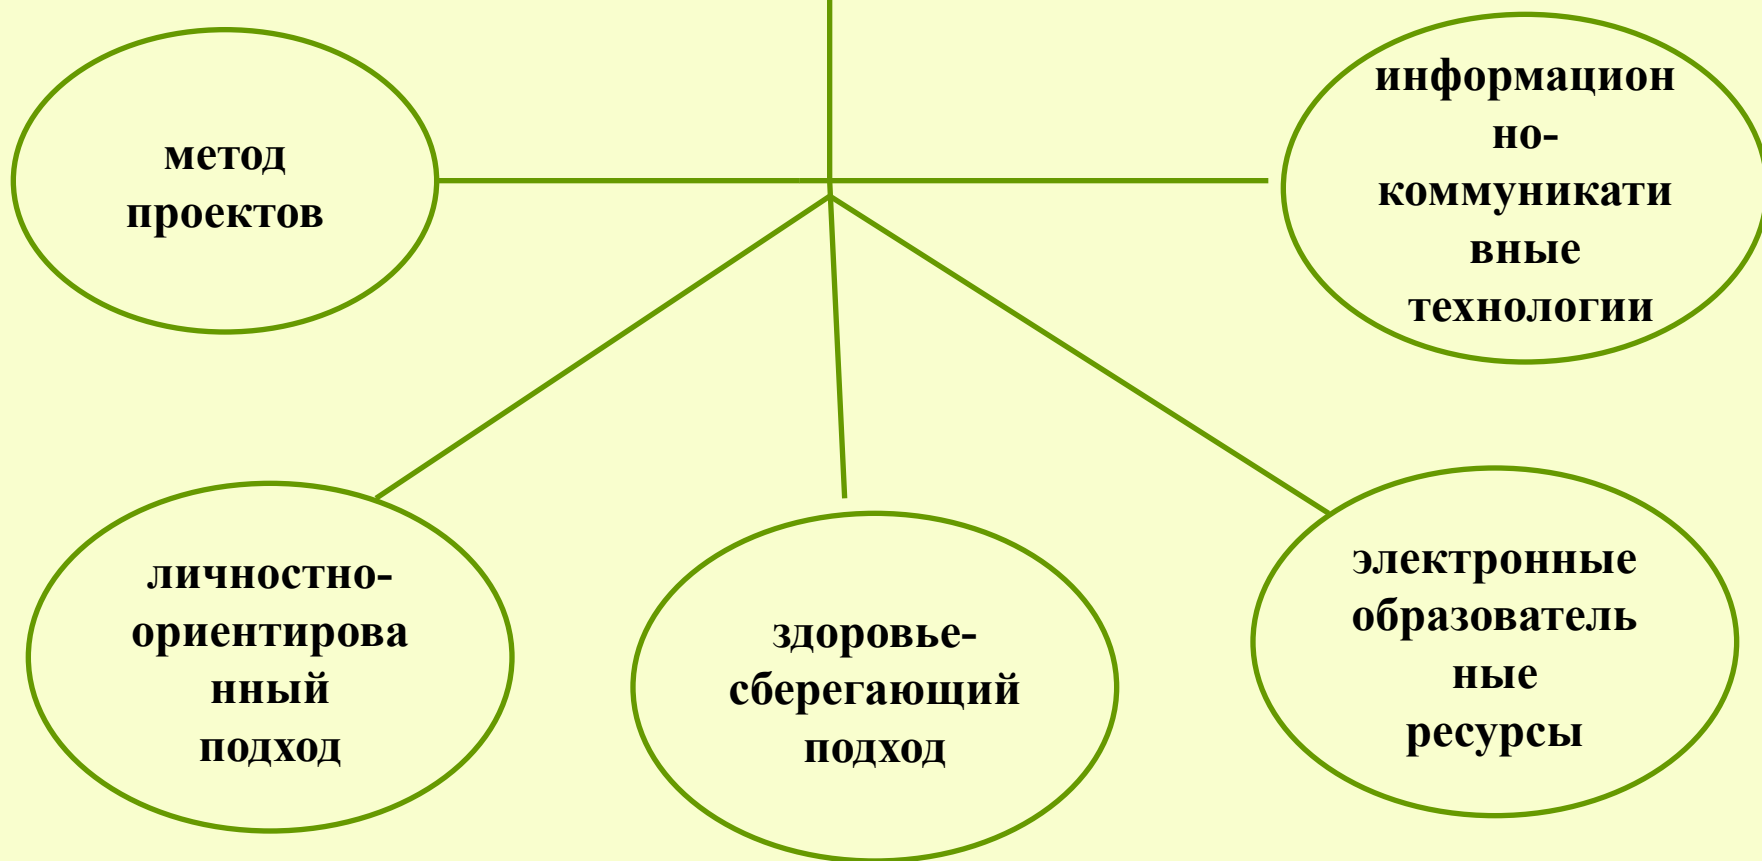 метод
проектов
информацион
но-
коммуникати
вные
технологии
личностно-
ориентирова
нный
подход
здоровье-
сберегающий
подход
электронные
образователь
ные
ресурсы